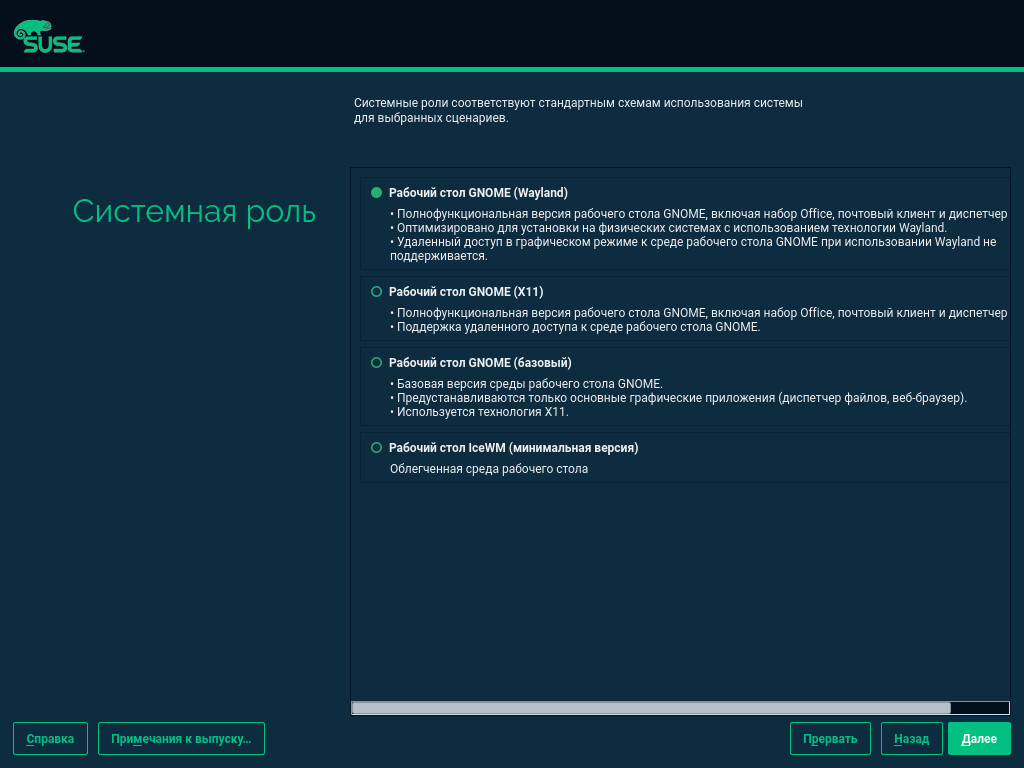 SUSE
Системные роли соответствуют стандартным схемам использования системы
для выбранных сценариев.
Системная роль
Рабочий стол GNOME (Wayland)
• Полнофункциональная версия рабочего стола GNOME, включая набор Office, почтовый клиент и диспетчер
• Оптимизировано для установки на физических системах с использованием технологии Wayland.
• Удаленный доступ в графическом режиме к среде рабочего стола GNOME при использовании Wayland не
поддерживается.
Рабочий стол GNOME (X11)
• Полнофункциональная версия рабочего стола GNOME, включая набор Office, почтовый клиент и диспетчер
• Поддержка удаленного доступа к среде рабочего стола GNOME.
Рабочий стол GNOME (базовый)
• Базовая версия среды рабочего стола GNOME.
• Предустанавливаются только основные графические приложения (диспетчер файлов, веб-браузер).
• Используется технология X11.
Рабочий стол IceWM (минимальная версия)
Облегченная среда рабочего стола
Справка
Примечания к выпуску...
Прервать
Назад
Далее